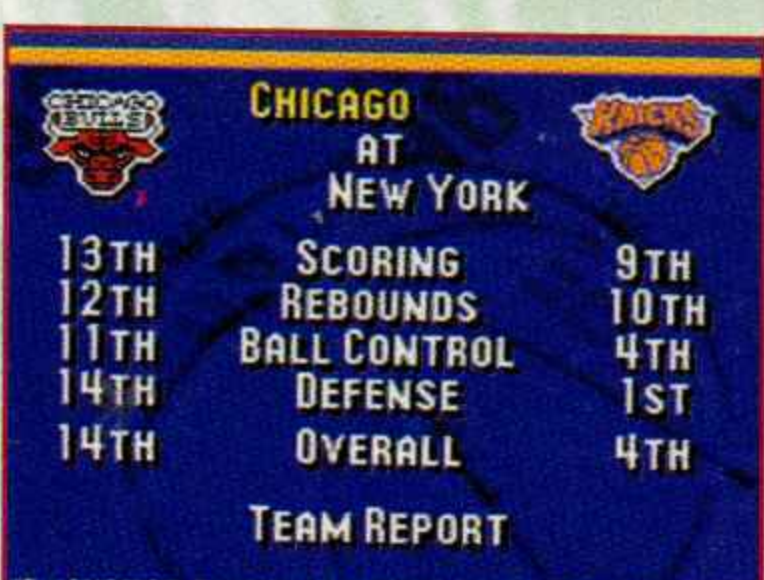 CHICAGO BULLS
CHICAGO
AT
NEW YORK
KNICKS
13TH SCORING 9TH
12TH REBOUNDS 10TH
11TH BALL CONTROL 4TH
14TH DEFENSE 1ST
14TH OVERALL 4TH
TEAM REPORT